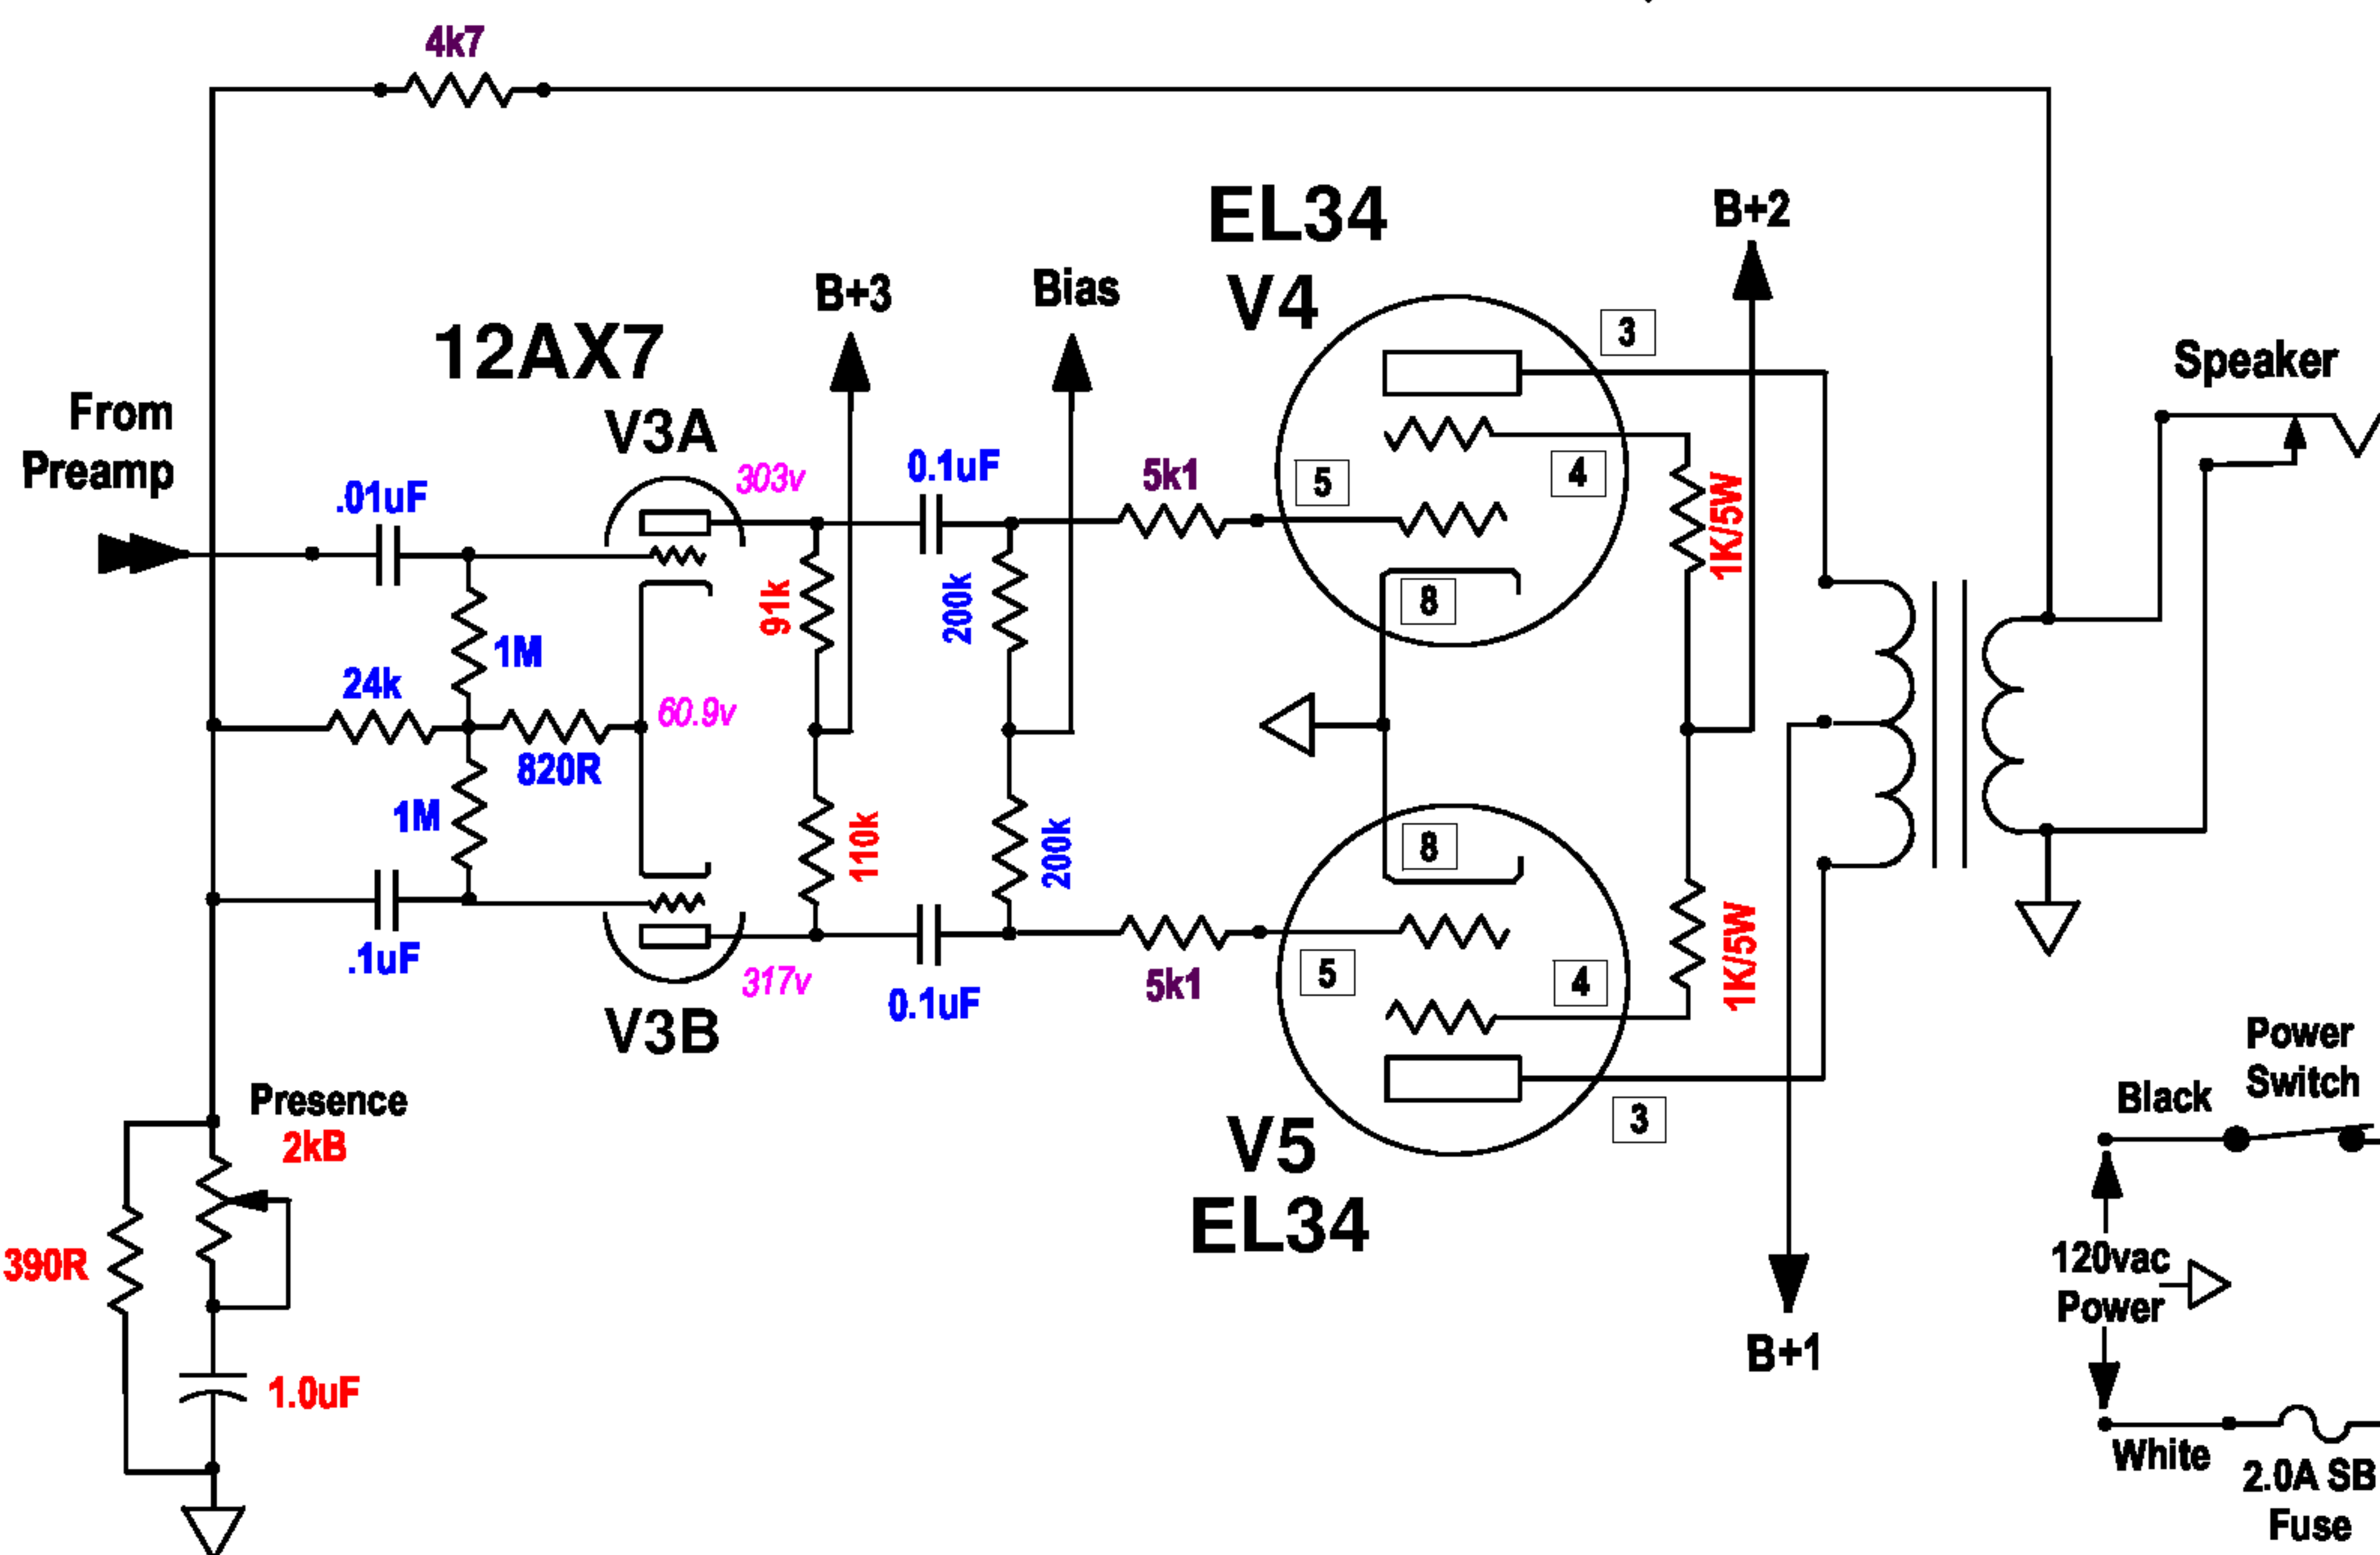 4k7
EL34
V4
B+2
B+3
Bias
12AX7
V3A
303v
From
Preamp
.01uF
0.1uF
5k1
3
5
4
8
1K/5W
Speaker
91k
200k
1M
24k
60.9v
820R
1M
110k
200k
.1uF
317v
0.1uF
V3B
5k1
8
5
4
3
1K/5W
V5
EL34
Presence
2kB
390R
1.0uF
B+1
Power
Switch
Black
120vac
Power
White
2.0A SB
Fuse